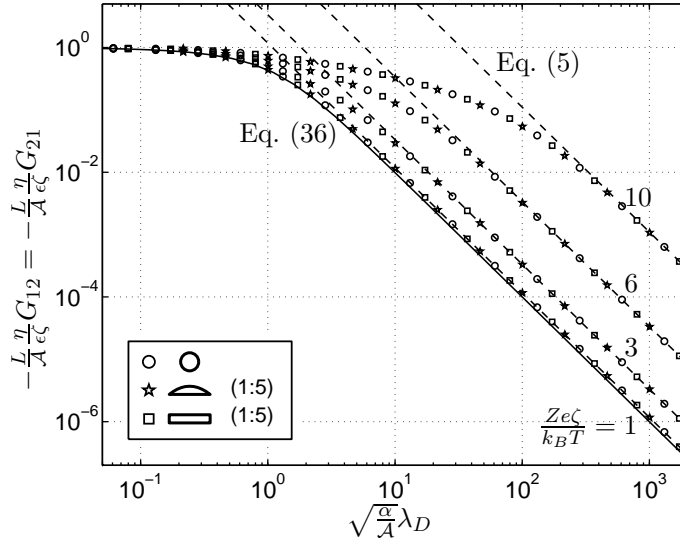 10^0
10^{-2}
10^{-4}
10^{-6}
-\frac{L}{\mathcal{A}}\frac{\eta}{\epsilon\zeta}G_{12} = -\frac{L}{\mathcal{A}}\frac{\eta}{\epsilon\zeta}G_{21}
Eq. (5)
Eq. (36)
10
6
3
\frac{Ze\zeta}{k_BT} = 1
(1:5)
(1:5)
10^{-1} 10^0 10^1 10^2 10^3
\sqrt{\frac{\alpha}{\mathcal{A}}}\lambda_D